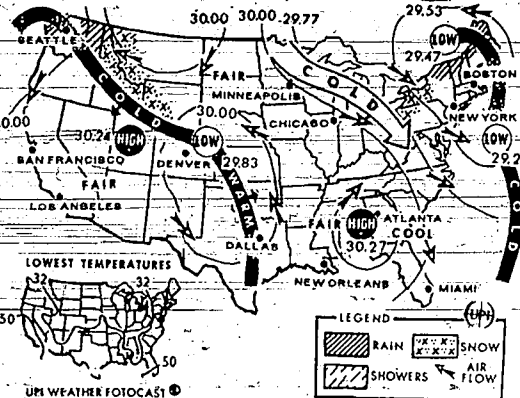 30.00 30.00 29.77
29.53
SEATTLE
LOW
FAIR
COLD
29.47
BOSTON
MINNEAPOLIS
COLD
30.00
CHICAGO
NEW YORK
30.24
HIGH
LOW
LOW
SAN FRANCISCO
DENVER
29.83
29.2
FAIR
WARM
LOS ANGELES
FAIR
HIGH
ATLANTA
COOL
COLD
DALLAS
30.27
LOWEST TEMPERATURES
NEW ORLEANS
MIAMI
32 32
50
50
LEGEND
UPI
RAIN
SNOW
SHOWERS
AIR FLOW
UPI WEATHER FOTOCAST